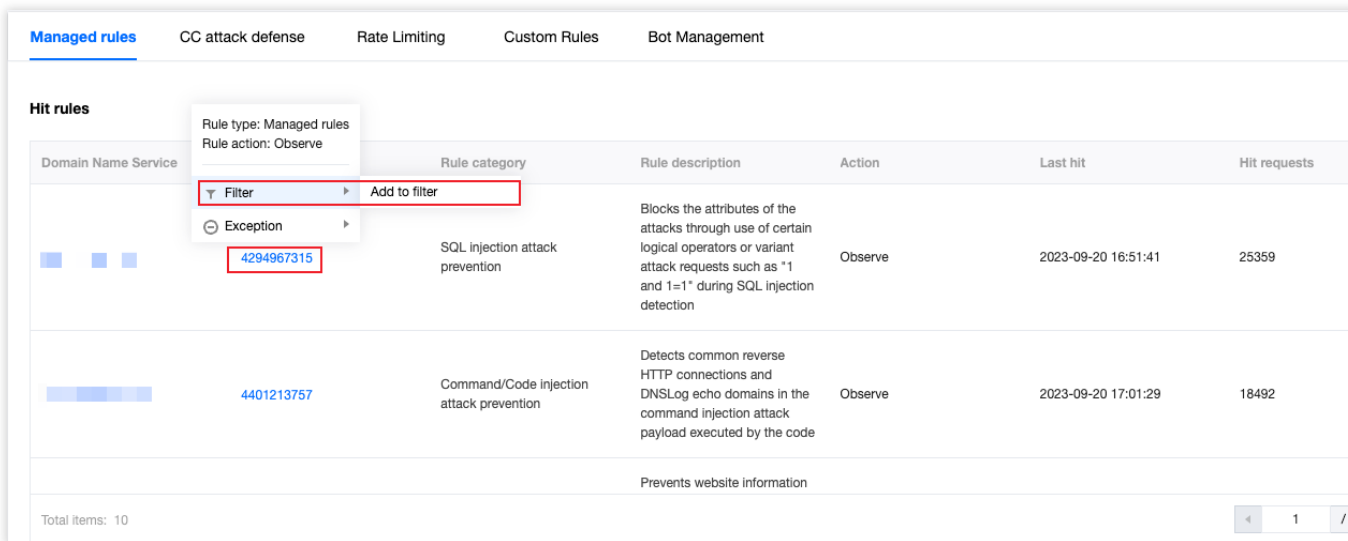 Managed rules CC attack defense Rate Limiting Custom Rules Bot Management
Hit rules
Rule type: Managed rules
Rule action: Observe
Filter
Add to filter
Exception
Domain Name Service Rule category Rule description Action Last hit Hit requests
4294967315
SQL injection attack
prevention
Blocks the attributes of the
attacks through use of certain
logical operators or variant
attack requests such as "1
and 1=1" during SQL injection
detection
Observe
2023-09-20 16:51:41
25359
4401213757
Command/Code injection
attack prevention
Detects common reverse
HTTP connections and
DNSLog echo domains in the
command injection attack
payload executed by the code
Observe
2023-09-20 17:01:29
18492
Prevents website information
Total items: 10
1 /